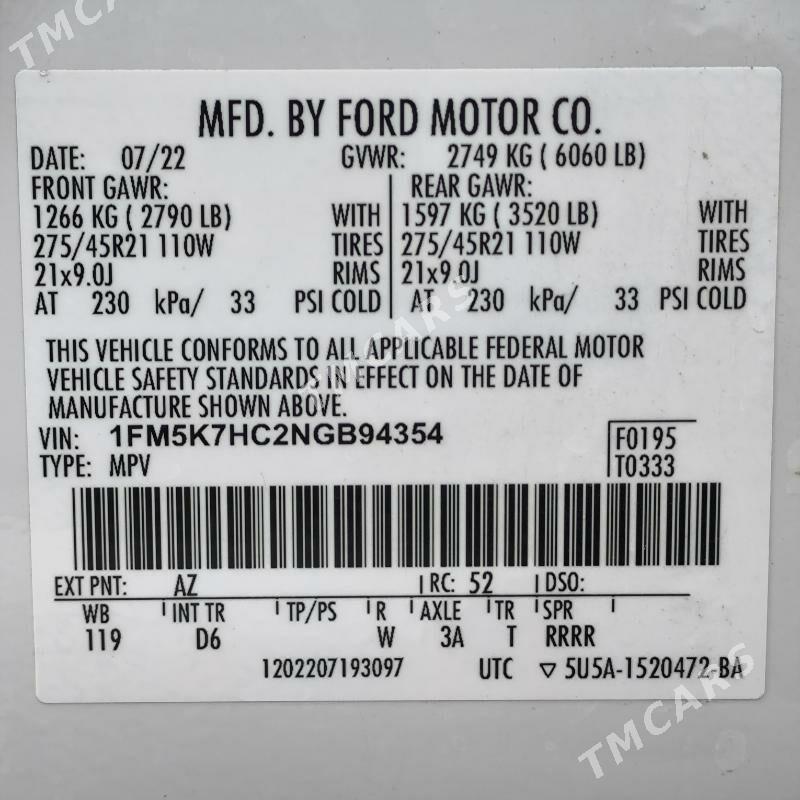 TMCARS
MFD. BY FORD MOTOR CO.
DATE: 07/22 GVWR: 2749 KG ( 6060 LB)
FRONT GAWR: REAR GAWR:
1266 KG ( 2790 LB) WITH 1597 KG ( 3520 LB) WITH
275/45R21 110W TIRES 275/45R21 110W TIRES
21x9.0J RIMS 21x9.0J RIMS
AT 230 kPa/ 33 PSI COLD AT 230 kPa/ 33 PSI COLD
TMCARS
THIS VEHICLE CONFORMS TO ALL APPLICABLE FEDERAL MOTOR
VEHICLE SAFETY STANDARDS IN EFFECT ON THE DATE OF
MANUFACTURE SHOWN ABOVE.
VIN: 1FM5K7HC2NGB94354 F0195
TYPE: MPV T0333
EXT PNT: AZ RC: 52 DSO:
WB INT TR TP/PS R AXLE TR SPR
119 D6 W 3A T RRRR
1202207193097 UTC ▽ 5U5A-1520472-BA
TMCARS